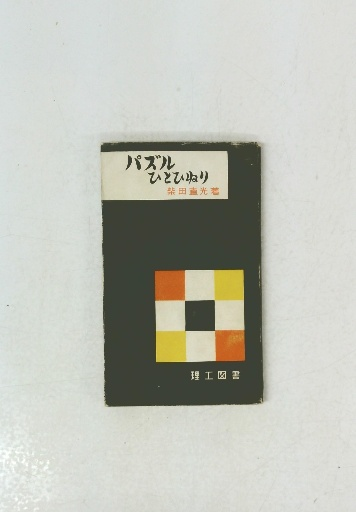 パズル
ひとひねり
柴田直光著
理工図書